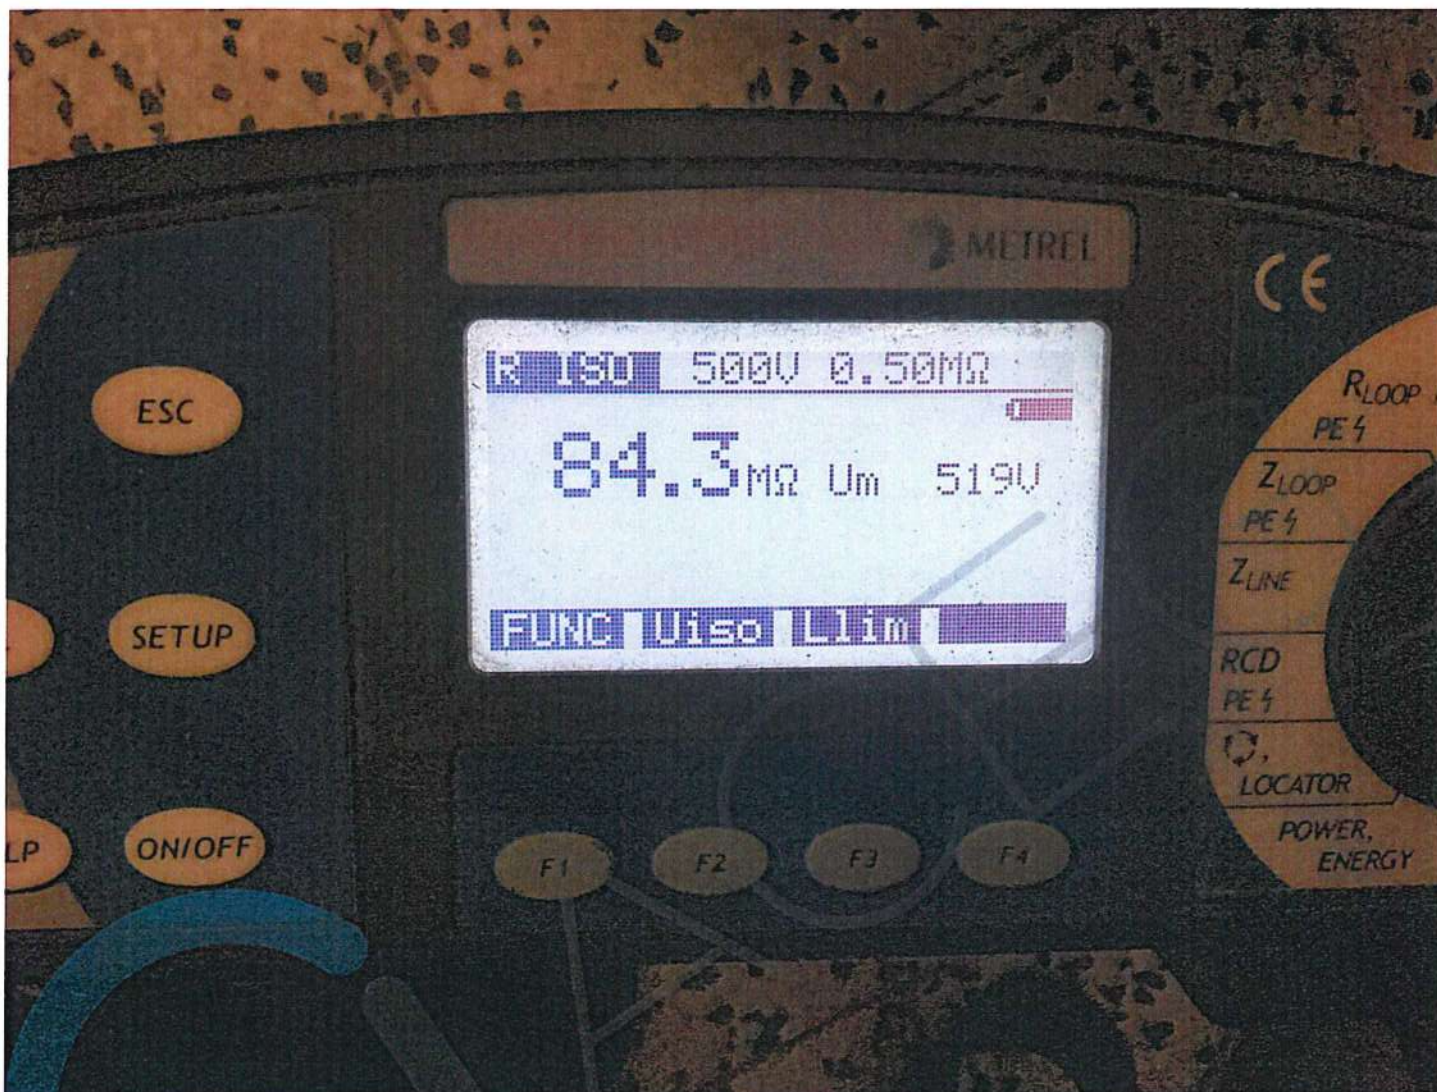 METREL
CE
R ISO 500V 0.50MΩ
84.3MΩ Um 519V
FUNC Uiso Llim
ESC
SETUP
ON/OFF
LP
F1 F2 F3 F4
RLOOP
PE
ZLOOP
PE
ZLINE
RCD
PE
LOCATOR
POWER,
ENERGY